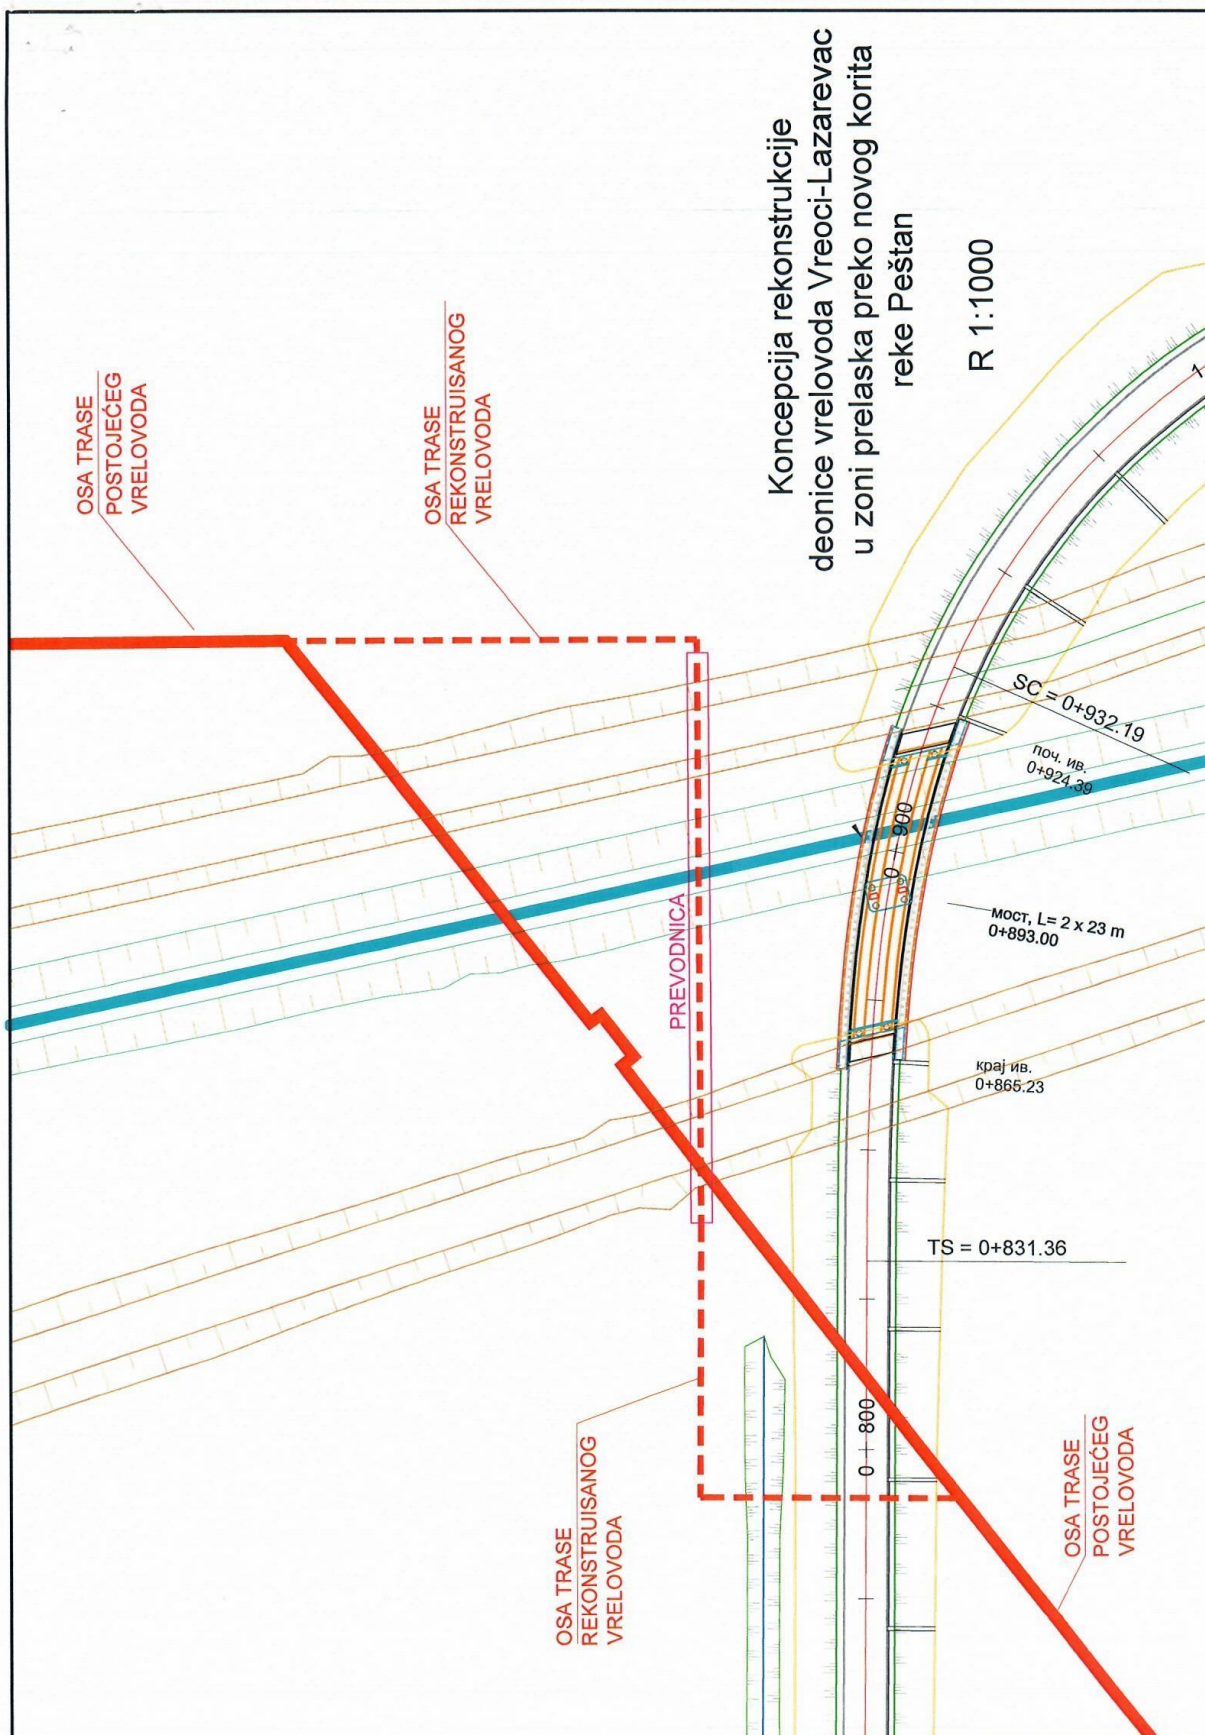 Koncepcija rekonstrukcije
deonice vrelovoda Vreoci-Lazarevac
u zoni prelaska preko novog korita
reke Peštan
R 1:1000
OSA TRASE
POSTOJEĆEG
VRELOVODA
OSA TRASE
REKONSTRUISANOG
VRELOVODA
PREVODNICA
SC = 0+932.19
поч. ив.
0+924.39
0 900
мост, L= 2 x 23 m
0+893.00
крај ив.
0+865.23
TS = 0+831.36
0 800
OSA TRASE
REKONSTRUISANOG
VRELOVODA
OSA TRASE
POSTOJEĆEG
VRELOVODA